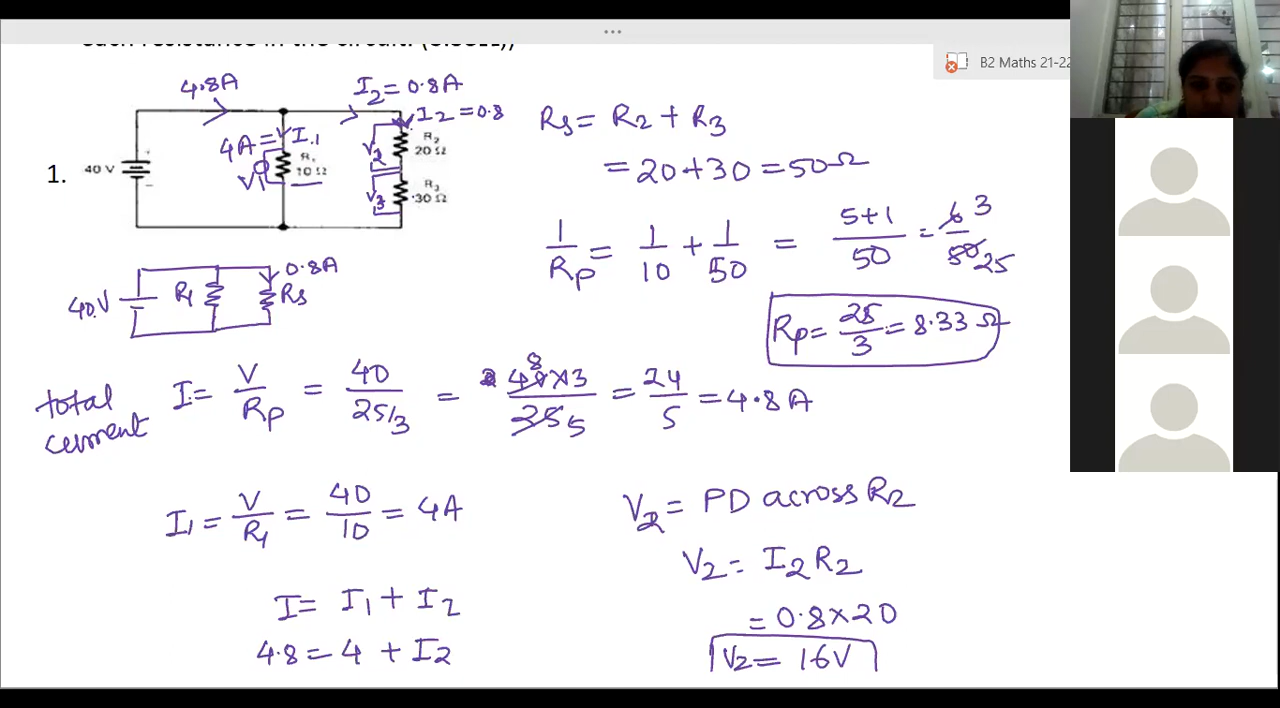 B2 Maths 21-22
1.
40 V
4.8A
I2 = 0.8A
I2 = 0.8
4A = I1
V1
R1
10 Ω
V2
R2
20 Ω
V3
R3
30 Ω
Rs = R2 + R3
= 20+30 = 50Ω
1/Rp = 1/10 + 1/50 = 5+1/50 = 6 3/50 25
Rp = 25/3 = 8.33 Ω
40V
R1
0.8A
Rs
total current I = V/Rp = 40/25/3 = 40 8 ×3/25 5 = 24/5 = 4.8A
I1 = V/R1 = 40/10 = 4A
I = I1 + I2
4.8 = 4 + I2
V2 = PD across R2
V2 = I2 R2
= 0.8×20
V2 = 16V